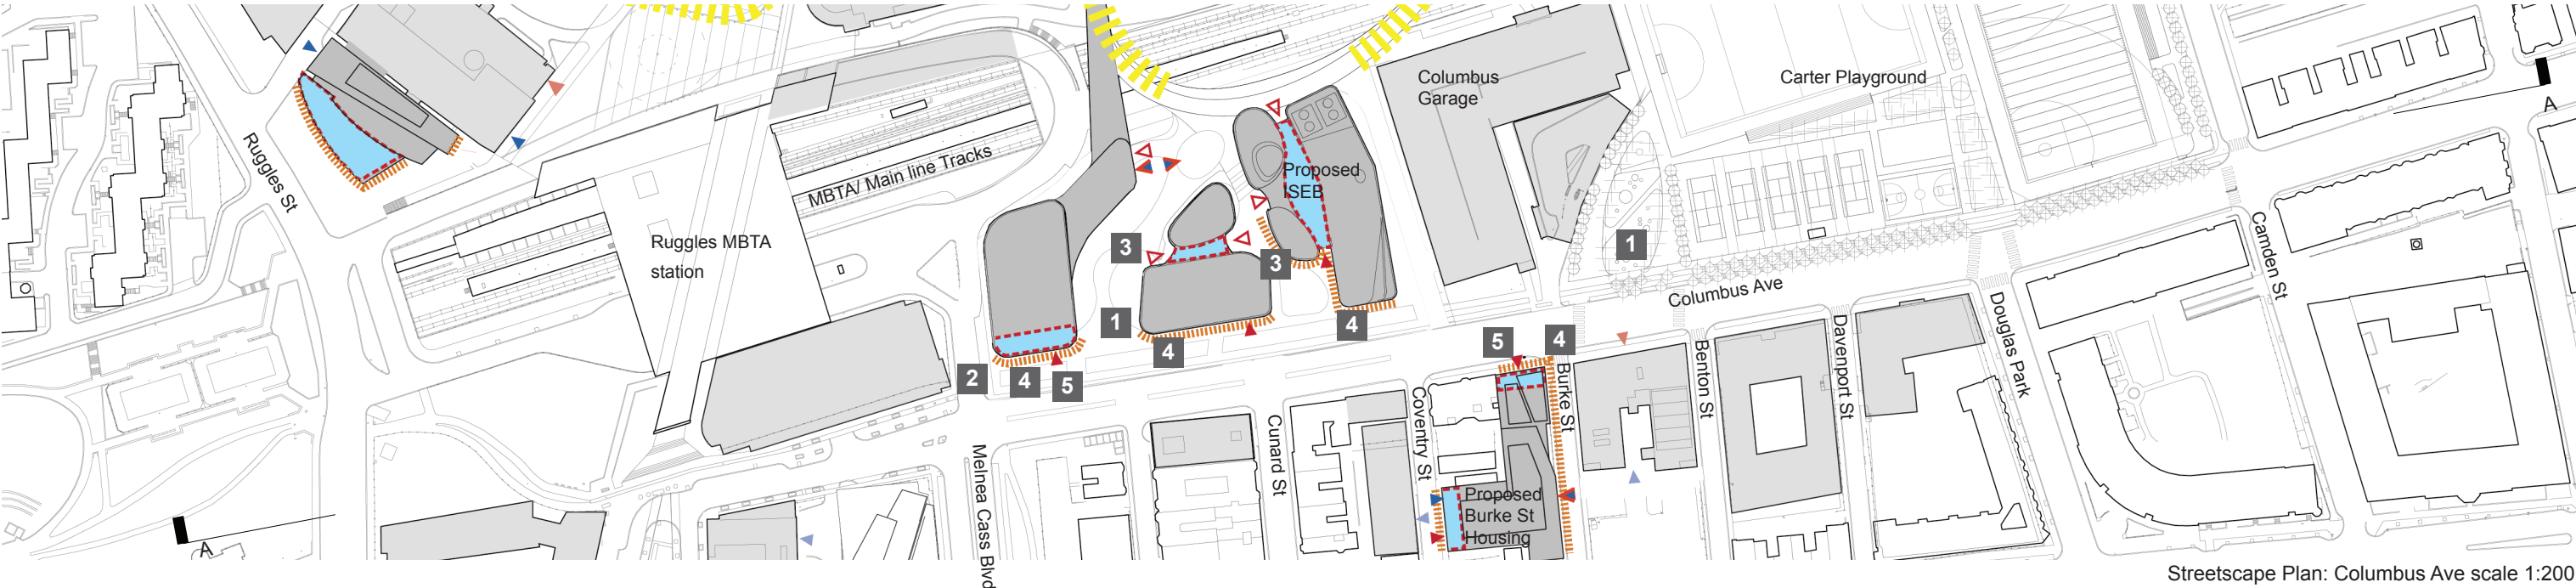 Columbus
Garage
Carter Playground
A
Ruggles St
MBTA/ Main line Tracks
Proposed
ISEB
Ruggles MBTA
station
3
3
1
Camden St
Columbus Ave
Douglas Park
1
4
4
2
4
5
5
4
Davenport St
Benton St
Burke St
Coventry St
Cunard St
Melnea Cass Blvd
Proposed
Burke St
Housing
A
Streetscape Plan: Columbus Ave scale 1:200